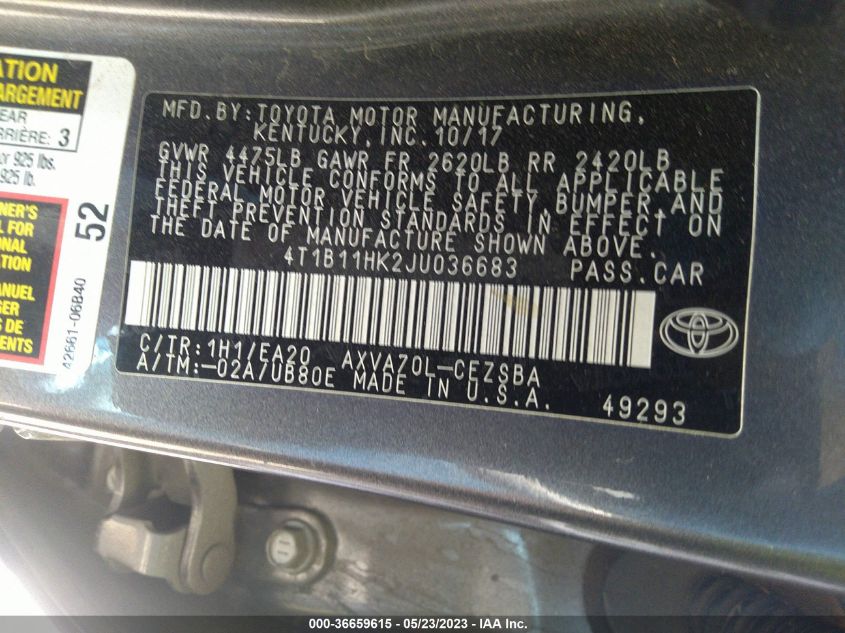 ATION
ARGEMENT
EAR
RRIÈRE: 3
or 925 lbs.
925 lb.
NER'S
L FOR
ONAL
TION
ANUEL
GER
S DE
MENTS
52
42661-06B40
MFD.BY:TOYOTA MOTOR MANUFACTURING,
KENTUCKY,INC.10/17
GVWR 4475LB GAWR FR 2620LB RR 2420LB
THIS VEHICLE CONFORMS TO ALL APPLICABLE
FEDERAL MOTOR VEHICLE SAFETY BUMPER AND
THEFT PREVENTION STANDARDS IN EFFECT ON
THE DATE OF MANUFACTURE SHOWN ABOVE.
4T1B11HK2JU036683 PASS.CAR
C/TR:1H1/EA20 AXVA70L-CEZSBA
A/TM:-02A/UB80E MADE IN U.S.A.
49293
000-36659615 - 05/23/2023 - IAA Inc.